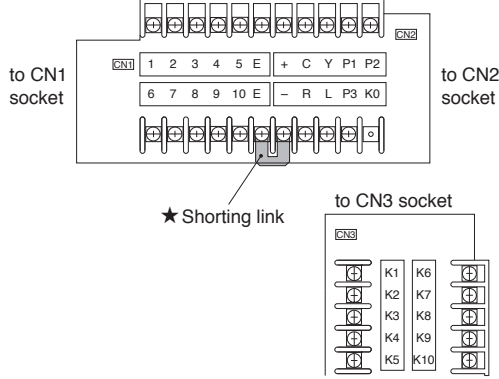 CN2
CN1 1 2 3 4 5 E + C Y P1 P2
6 7 8 9 10 E – R L P3 K0
to CN1
socket
to CN2
socket
★ Shorting link
to CN3 socket
CN3
K1 K6
K2 K7
K3 K8
K4 K9
K5 K10